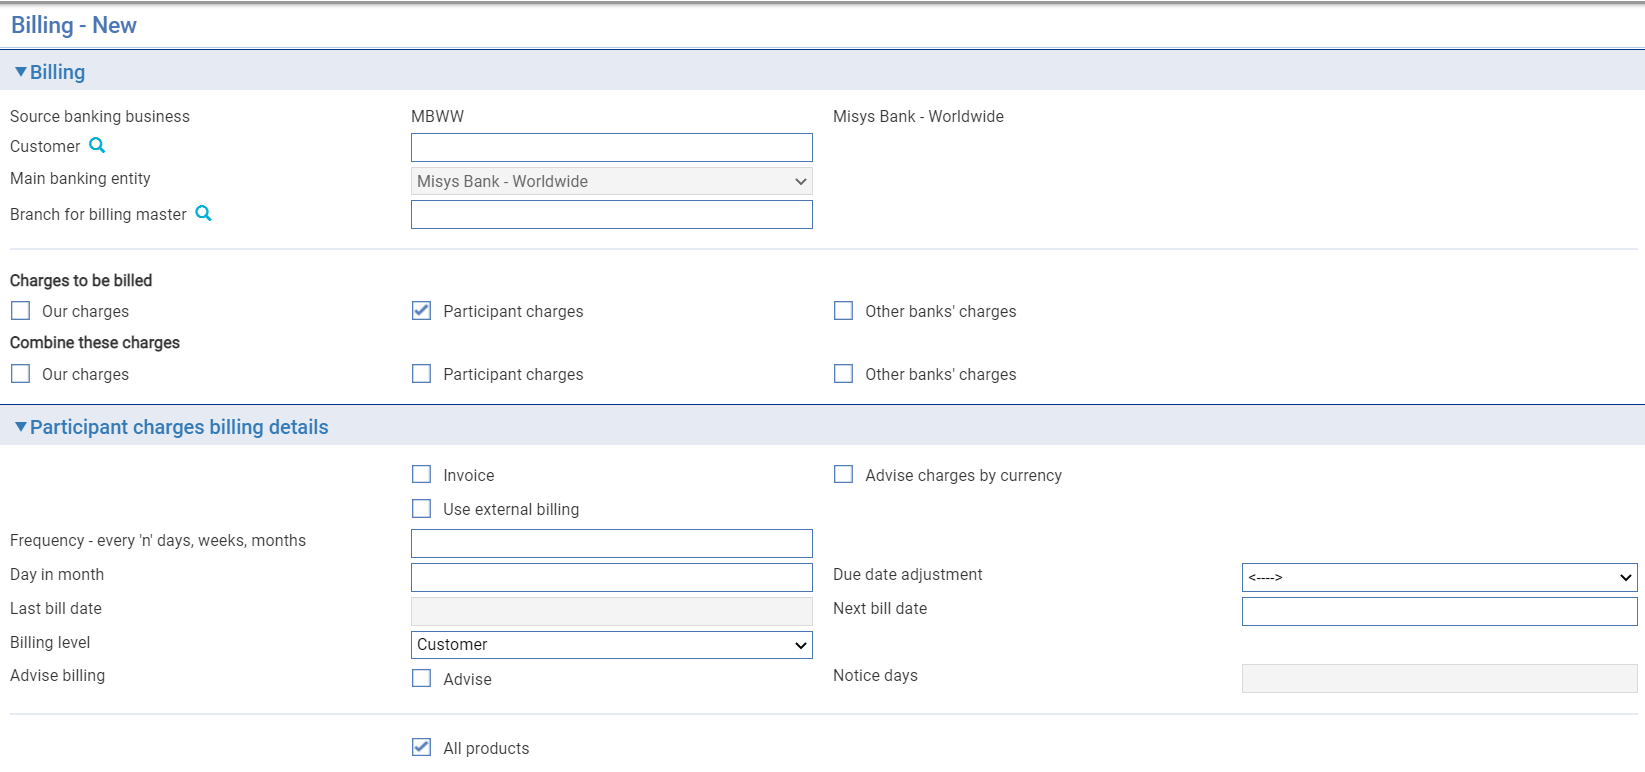 Billing - New
Billing
Source banking business MBWW Misys Bank - Worldwide
Customer
Main banking entity Misys Bank - Worldwide
Branch for billing master
Charges to be billed
Our charges Participant charges Other banks' charges
Combine these charges
Our charges Participant charges Other banks' charges
Participant charges billing details
Invoice Advise charges by currency
Use external billing
Frequency - every 'n' days, weeks, months
Day in month Due date adjustment <---->
Last bill date Next bill date
Billing level Customer
Advise billing Advise Notice days
All products